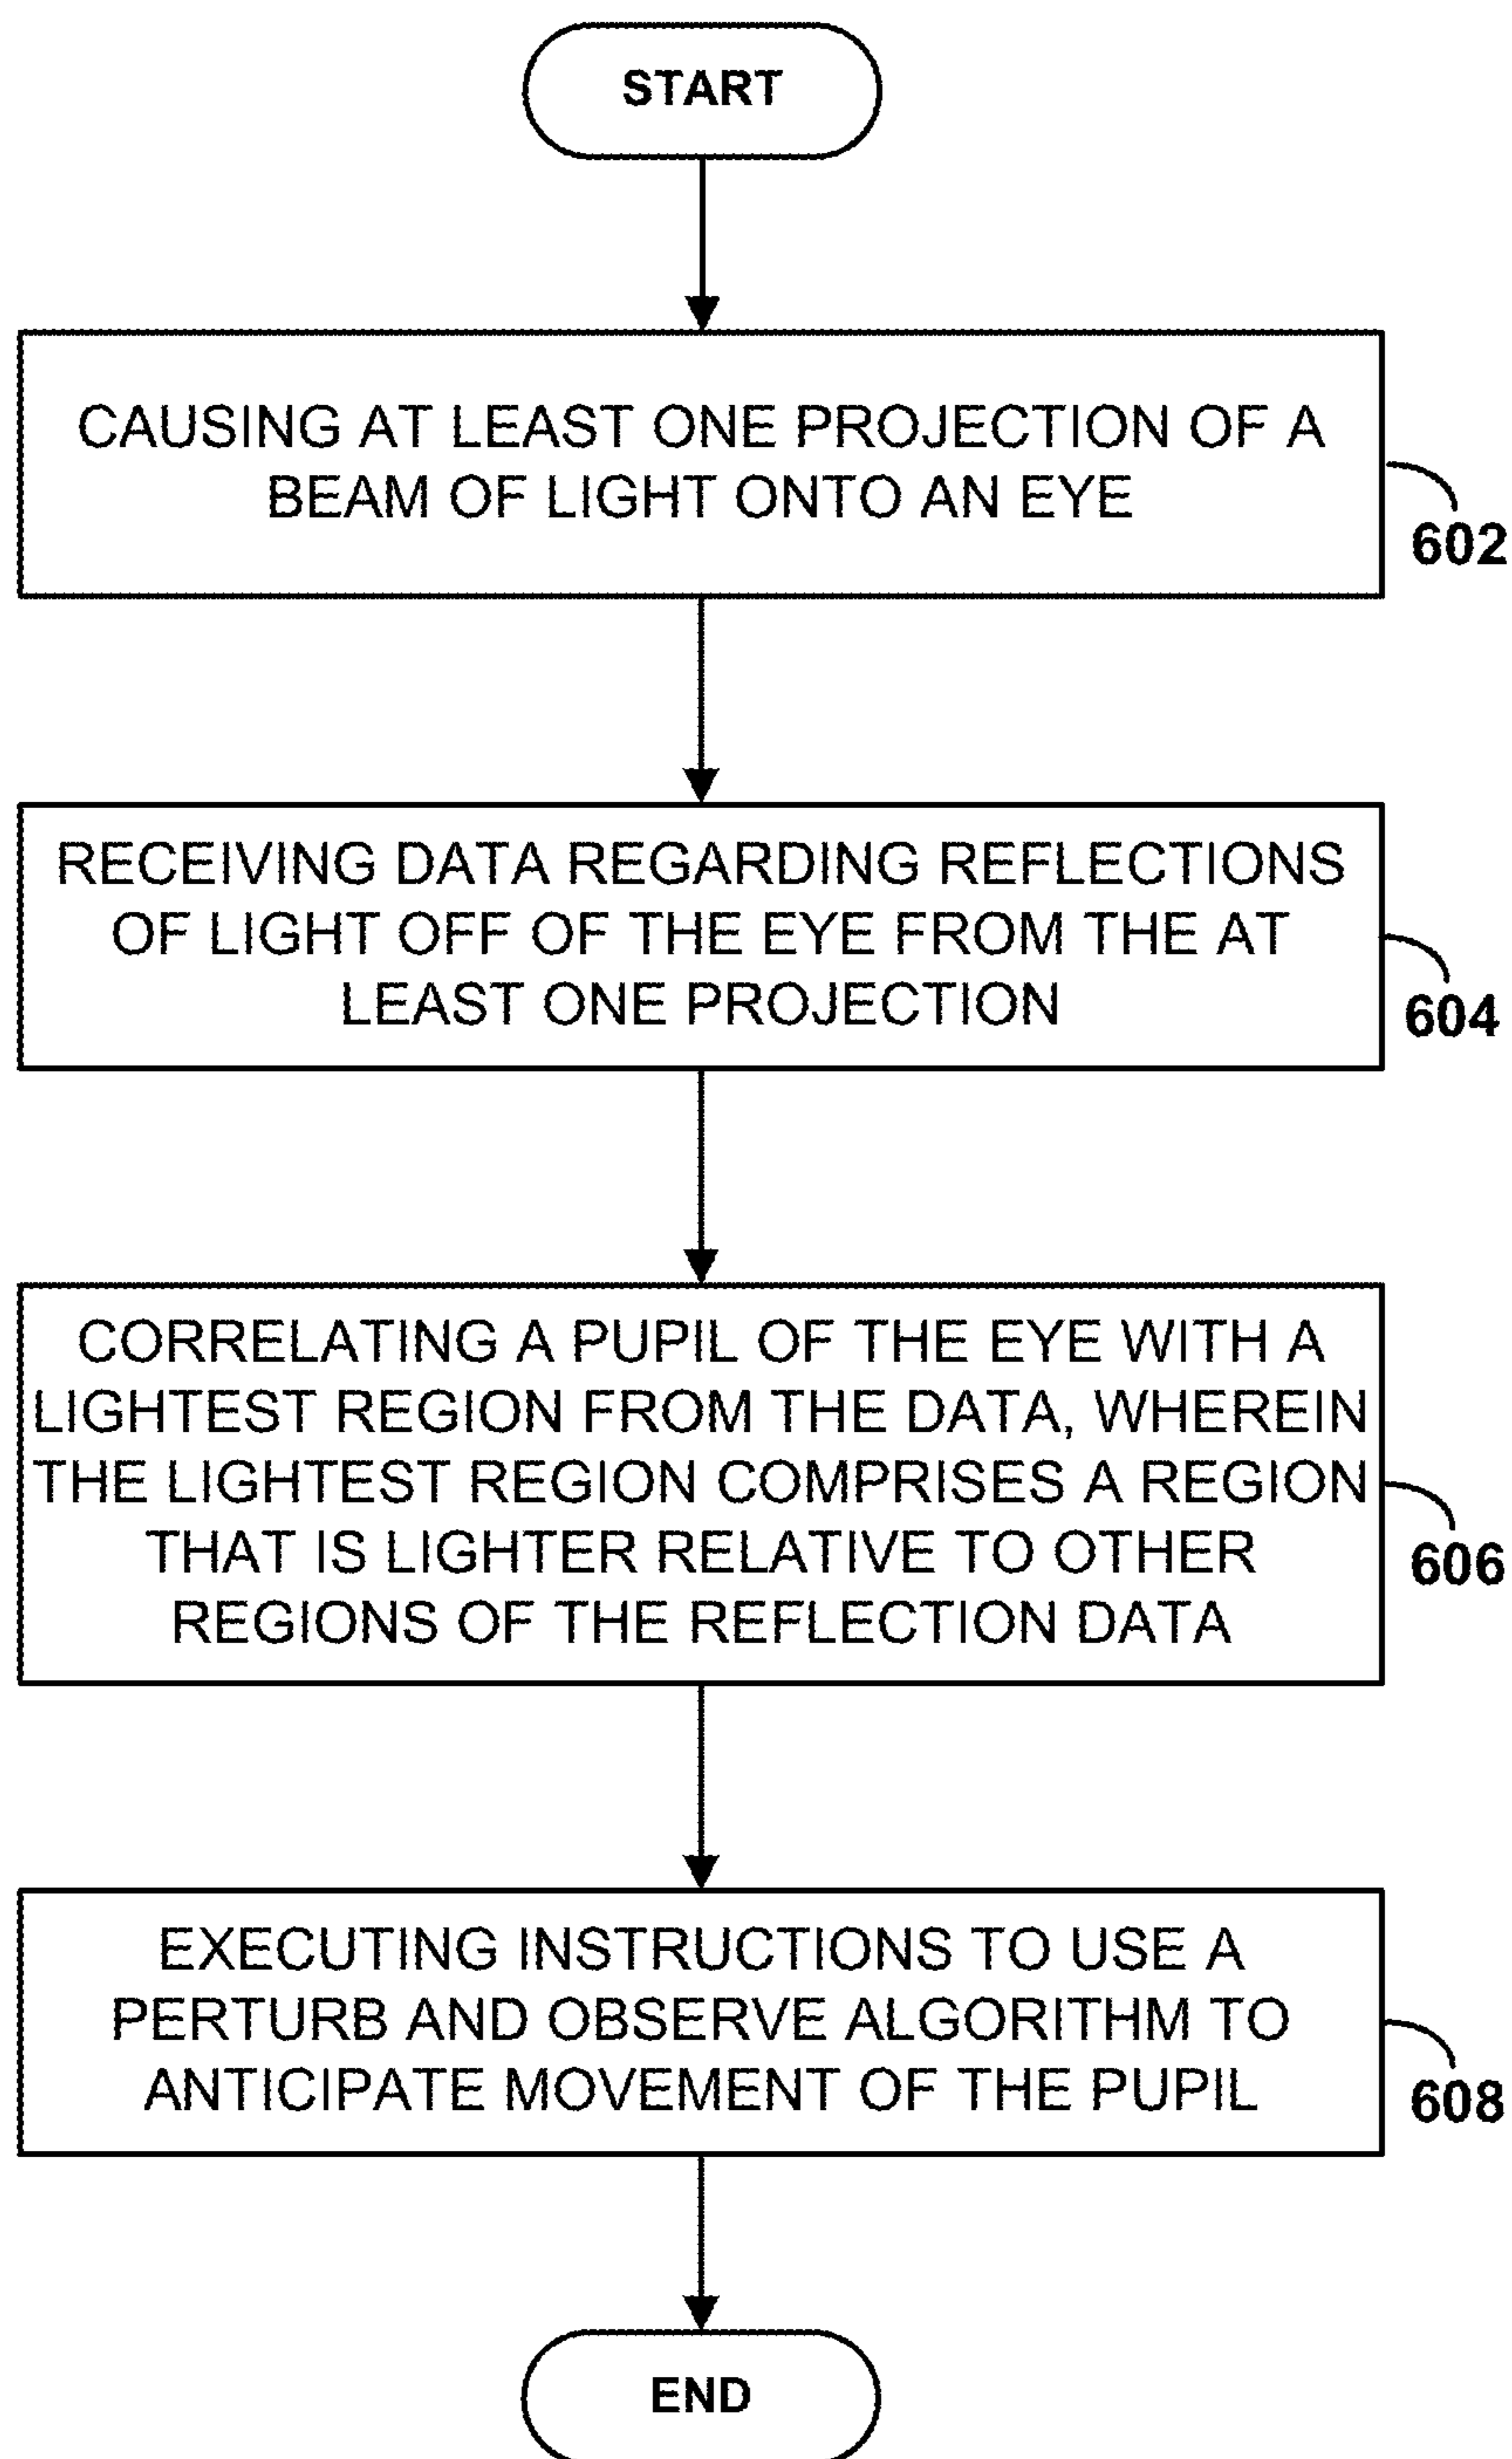 START
CAUSING AT LEAST ONE PROJECTION OF A
BEAM OF LIGHT ONTO AN EYE
602
RECEIVING DATA REGARDING REFLECTIONS
OF LIGHT OFF OF THE EYE FROM THE AT
LEAST ONE PROJECTION
604
CORRELATING A PUPIL OF THE EYE WITH A
LIGHTEST REGION FROM THE DATA, WHEREIN
THE LIGHTEST REGION COMPRISES A REGION
THAT IS LIGHTER RELATIVE TO OTHER
REGIONS OF THE REFLECTION DATA
606
EXECUTING INSTRUCTIONS TO USE A
PERTURB AND OBSERVE ALGORITHM TO
ANTICIPATE MOVEMENT OF THE PUPIL
608
END